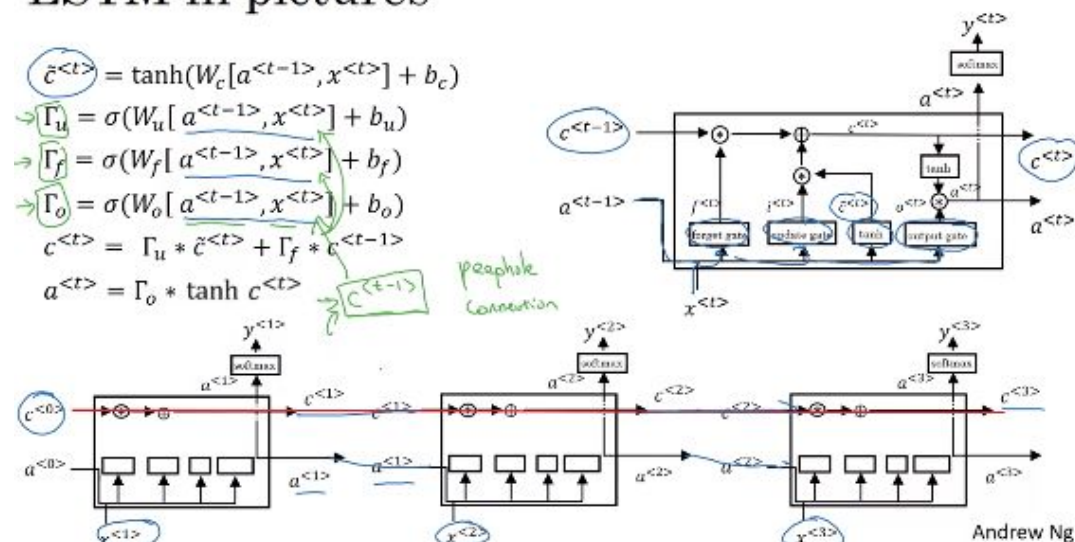 LSTM in pictures
c̃<t> = tanh(W_c[a<t-1>, x<t>] + b_c)
Γ_u = σ(W_u[ a<t-1>, x<t>] + b_u)
Γ_f = σ(W_f[ a<t-1>, x<t>] + b_f)
Γ_o = σ(W_o[ a<t-1>, x<t>] + b_o)
c<t> = Γ_u * c̃<t> + Γ_f * c<t-1>
a<t> = Γ_o * tanh c<t>
c<t-1>
peephole
connection
y<t>
softmax
a<t>
c<t-1> c<t> c<t>
tanh
a<t-1> f<t> i<t> c̃<t> o<t> a<t> a<t>
forget gate update gate tanh output gate
x<t>
y<1> y<2> y<3>
softmax softmax softmax
a<1> a<2> a<3>
c<0> c<1> c<1> c<2> c<2> c<3>
a<0> a<1> a<1> a<2> a<2> a<3>
x<1> x<2> x<3>
Andrew Ng